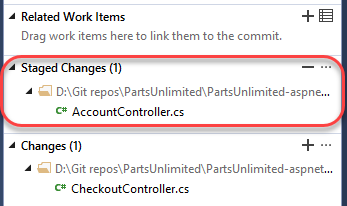 Related Work Items
Drag work items here to link them to the commit.
Staged Changes (1)
D:\Git repos\PartsUnlimited\PartsUnlimited-aspne...
C# AccountController.cs
Changes (1)
D:\Git repos\PartsUnlimited\PartsUnlimited-aspnet...
C# CheckoutController.cs